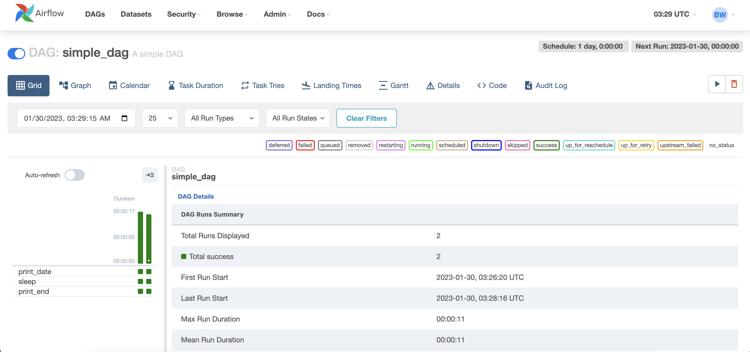 Airflow DAGs Datasets Security Browse Admin Docs 03:29 UTC BW
DAG: simple_dag A simple DAG
Schedule: 1 day, 0:00:00 Next Run: 2023-01-30, 00:00:00
Grid Graph Calendar Task Duration Task Tries Landing Times Gantt Details Code Audit Log
01/30/2023, 03:29:15 AM 25 All Run Types All Run States Clear Filters
deferred failed queued removed restarting running scheduled shutdown skipped success up_for_reschedule up_for_retry upstream_failed no_status
Auto-refresh
Duration
00:00:11
00:00:05
00:00:00
print_date
sleep
print_end
DAG
simple_dag
DAG Details
DAG Runs Summary
Total Runs Displayed 2
Total success 2
First Run Start 2023-01-30, 03:26:20 UTC
Last Run Start 2023-01-30, 03:28:16 UTC
Max Run Duration 00:00:11
Mean Run Duration 00:00:11